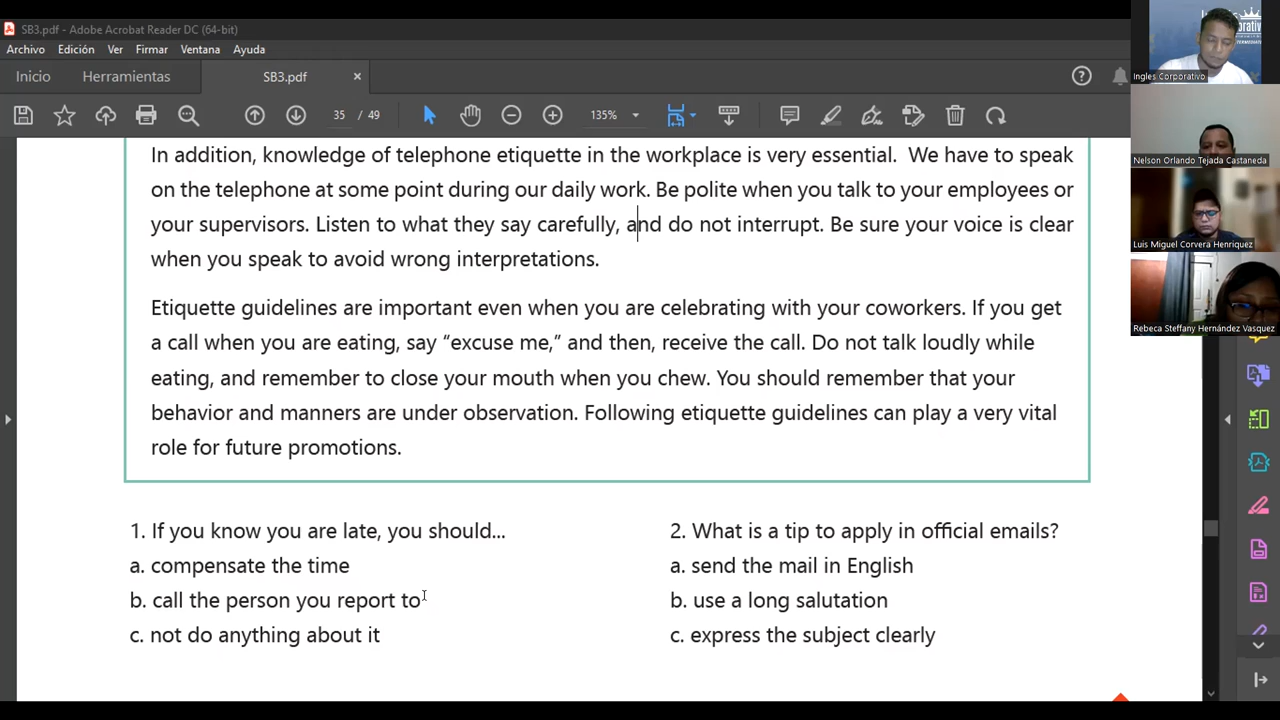 SB3.pdf - Adobe Acrobat Reader DC (64-bit)
Archivo Edición Ver Firmar Ventana Ayuda
Inicio Herramientas SB3.pdf ×
35 / 49 135%
In addition, knowledge of telephone etiquette in the workplace is very essential. We have to speak
on the telephone at some point during our daily work. Be polite when you talk to your employees or
your supervisors. Listen to what they say carefully, and do not interrupt. Be sure your voice is clear
when you speak to avoid wrong interpretations.
Etiquette guidelines are important even when you are celebrating with your coworkers. If you get
a call when you are eating, say “excuse me,” and then, receive the call. Do not talk loudly while
eating, and remember to close your mouth when you chew. You should remember that your
behavior and manners are under observation. Following etiquette guidelines can play a very vital
role for future promotions.
1. If you know you are late, you should...
a. compensate the time
b. call the person you report to
c. not do anything about it
2. What is a tip to apply in official emails?
a. send the mail in English
b. use a long salutation
c. express the subject clearly
Ingles Corporativo
Nelson Orlando Tejada Castaneda
Luis Miguel Corvera Henriquez
Rebeca Steffany Hernández Vasquez